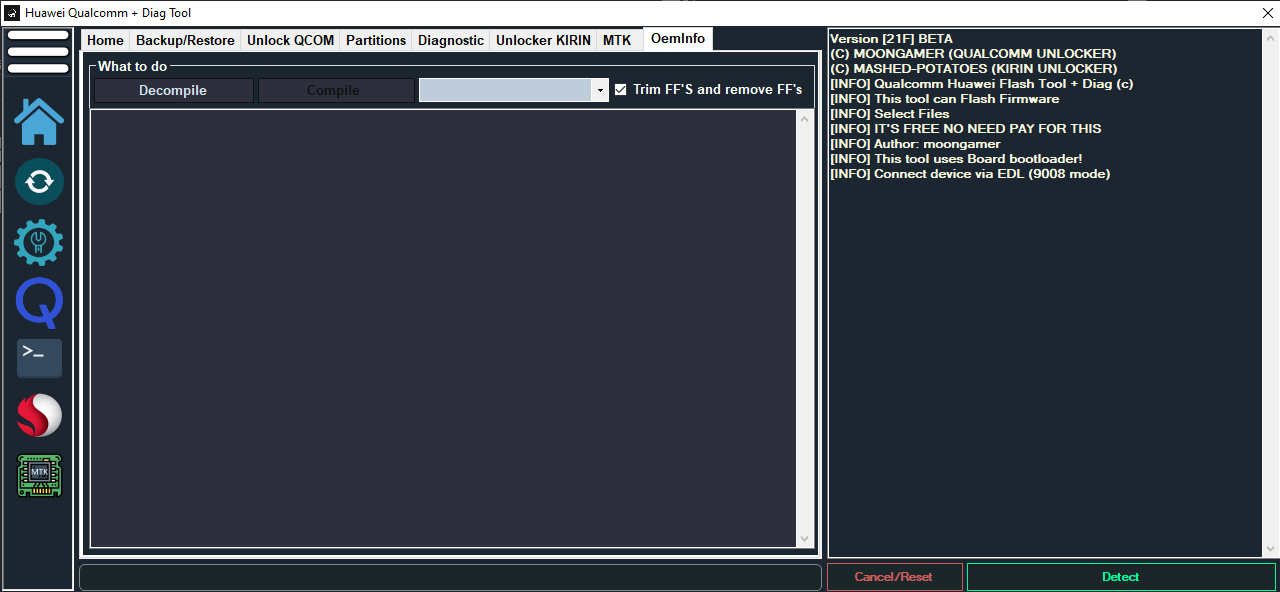 Huawei Qualcomm + Diag Tool
Home Backup/Restore Unlock QCOM Partitions Diagnostic Unlocker KIRIN MTK OemInfo
What to do
Decompile Compile Trim FF'S and remove FF's
>_
MTK
Version [21F] BETA
(C) MOONGAMER (QUALCOMM UNLOCKER)
(C) MASHED-POTATOES (KIRIN UNLOCKER)
[INFO] Qualcomm Huawei Flash Tool + Diag (c)
[INFO] This tool can Flash Firmware
[INFO] Select Files
[INFO] IT'S FREE NO NEED PAY FOR THIS
[INFO] Author: moongamer
[INFO] This tool uses Board bootloader!
[INFO] Connect device via EDL (9008 mode)
Cancel/Reset Detect